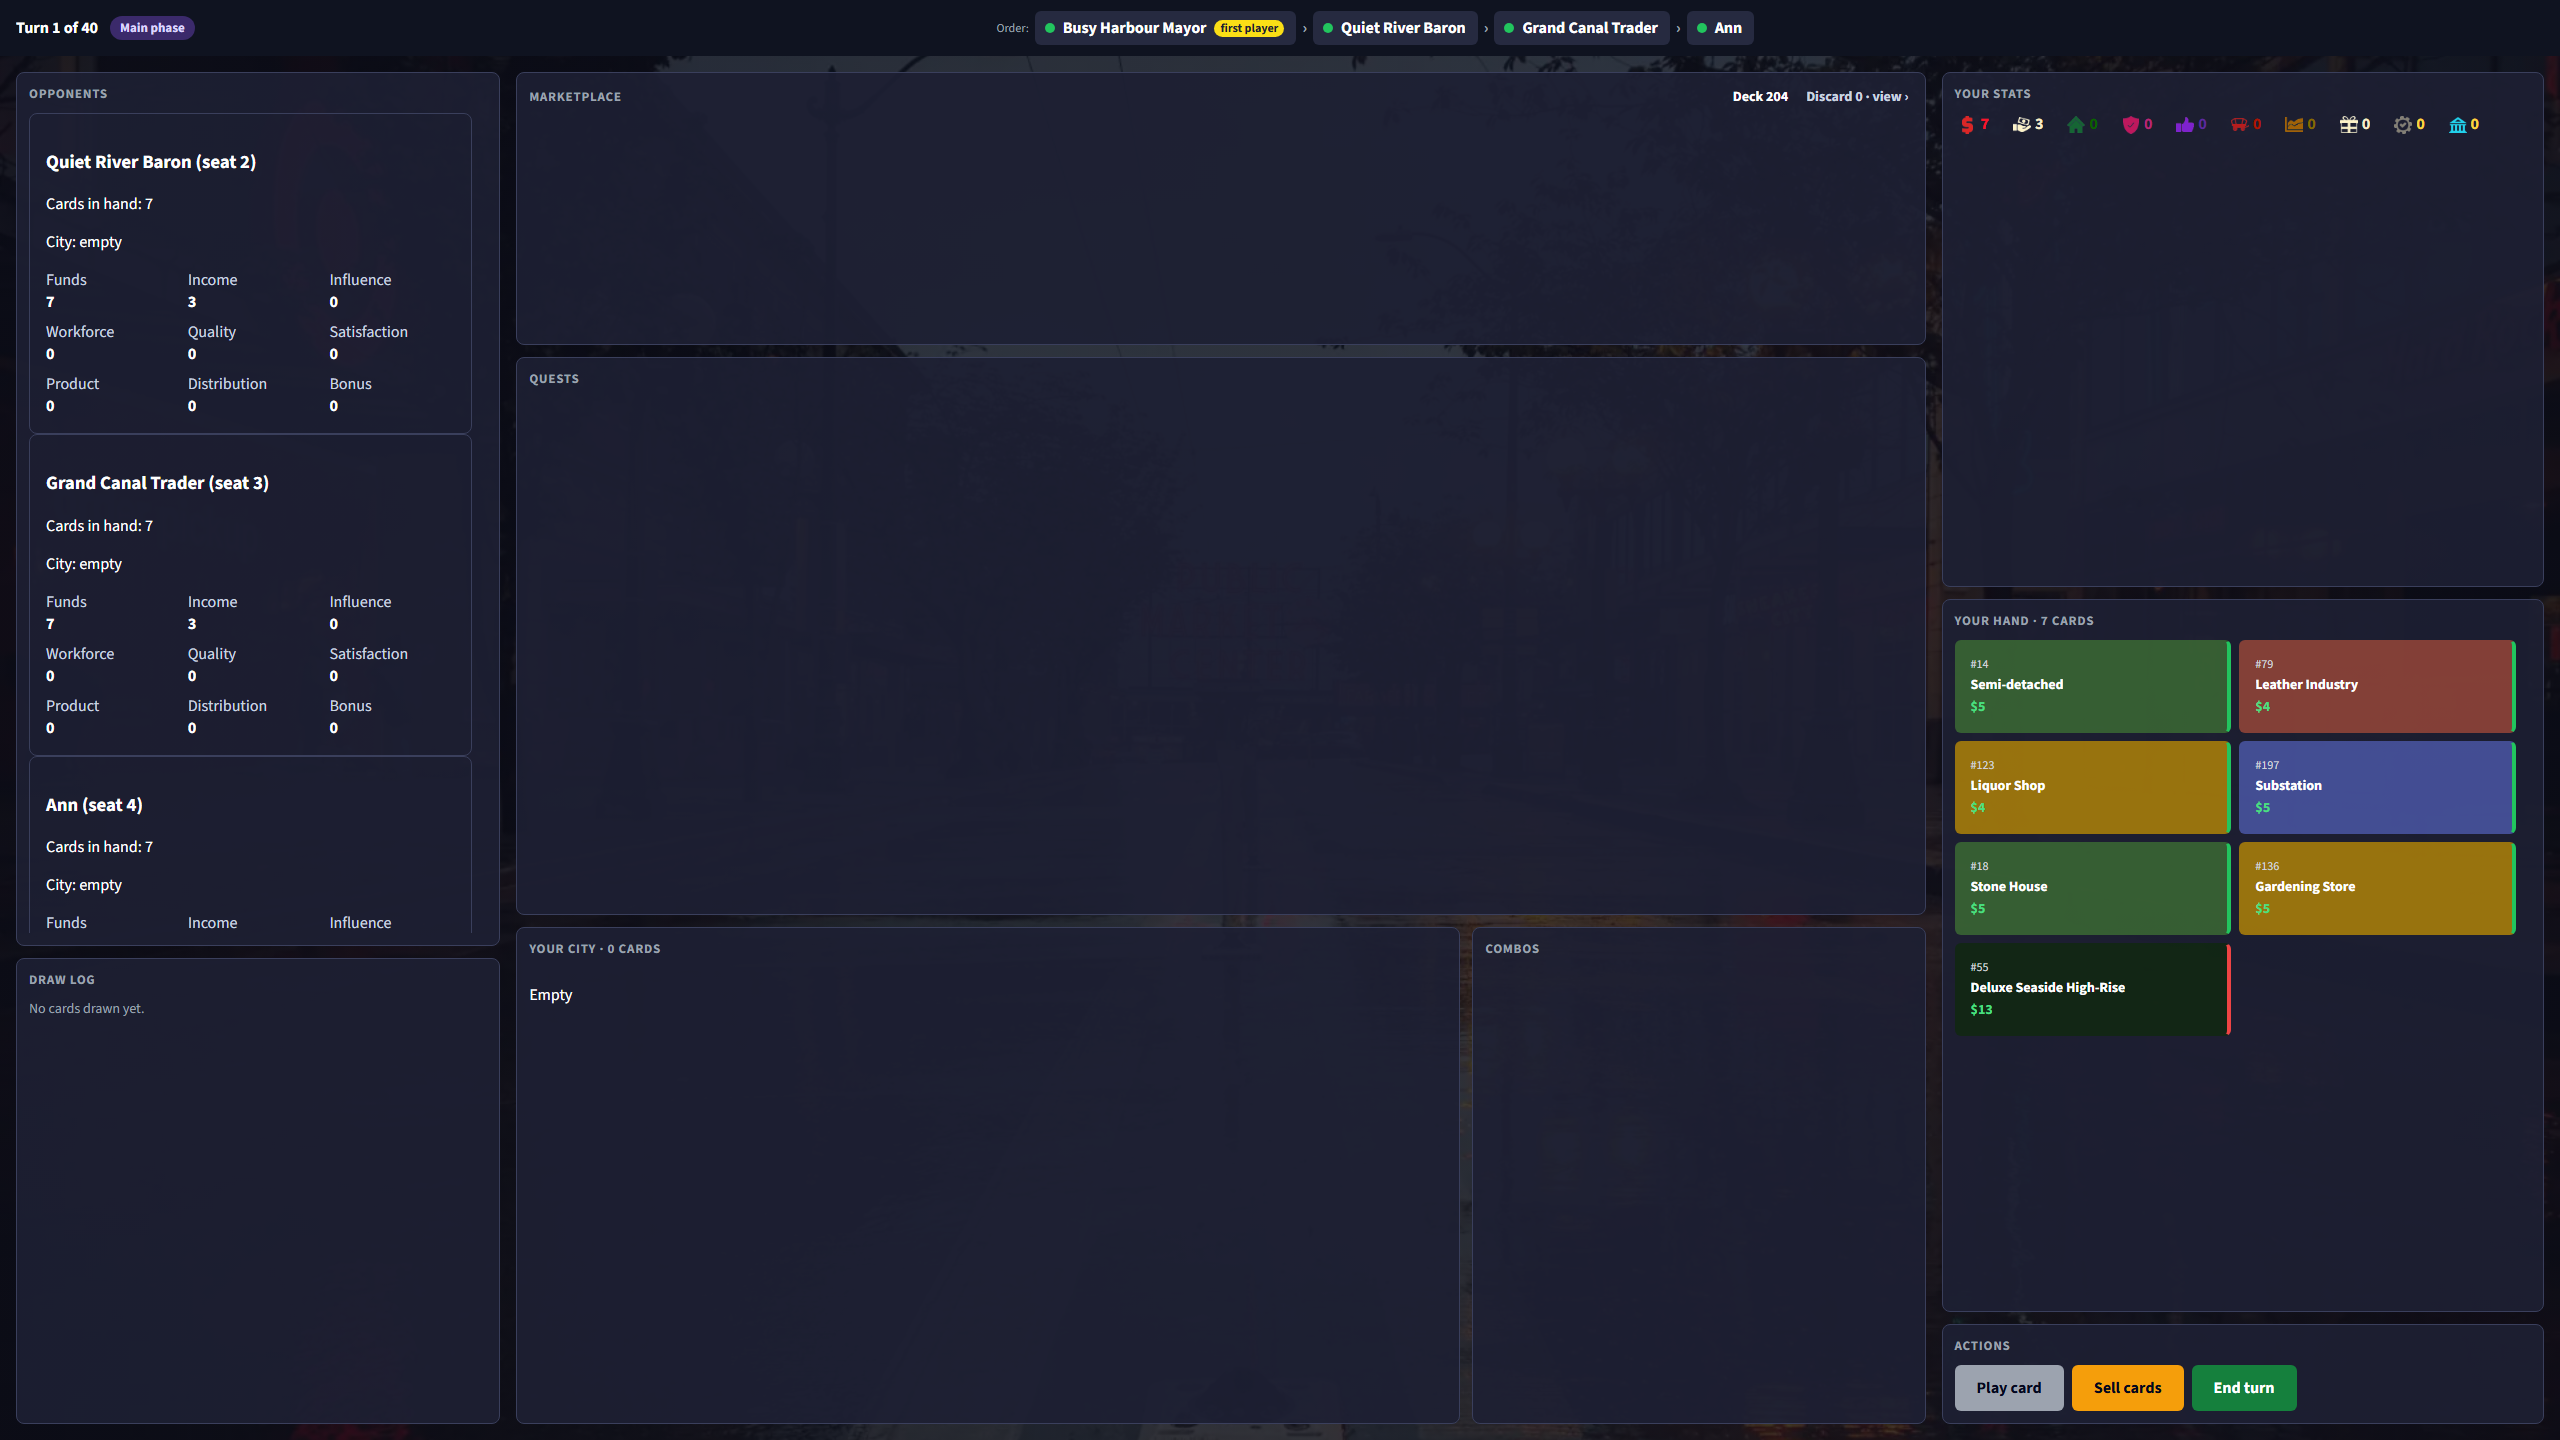 Turn 1 of 40 Main phase
Order: Busy Harbour Mayor first player › Quiet River Baron › Grand Canal Trader › Ann
OPPONENTS
Quiet River Baron (seat 2)
Cards in hand: 7
City: empty
Funds Income Influence
7 3 0
Workforce Quality Satisfaction
0 0 0
Product Distribution Bonus
0 0 0
Grand Canal Trader (seat 3)
Cards in hand: 7
City: empty
Funds Income Influence
7 3 0
Workforce Quality Satisfaction
0 0 0
Product Distribution Bonus
0 0 0
Ann (seat 4)
Cards in hand: 7
City: empty
Funds Income Influence
DRAW LOG
No cards drawn yet.
MARKETPLACE
Deck 204 Discard 0 · view ›
QUESTS
YOUR CITY · 0 CARDS
Empty
COMBOS
YOUR STATS
7 3 0 0 0 0 0 0 0 0
YOUR HAND · 7 CARDS
#14
Semi-detached
$5
#79
Leather Industry
$4
#123
Liquor Shop
$4
#197
Substation
$5
#18
Stone House
$5
#136
Gardening Store
$5
#55
Deluxe Seaside High-Rise
$13
ACTIONS
Play card Sell cards End turn